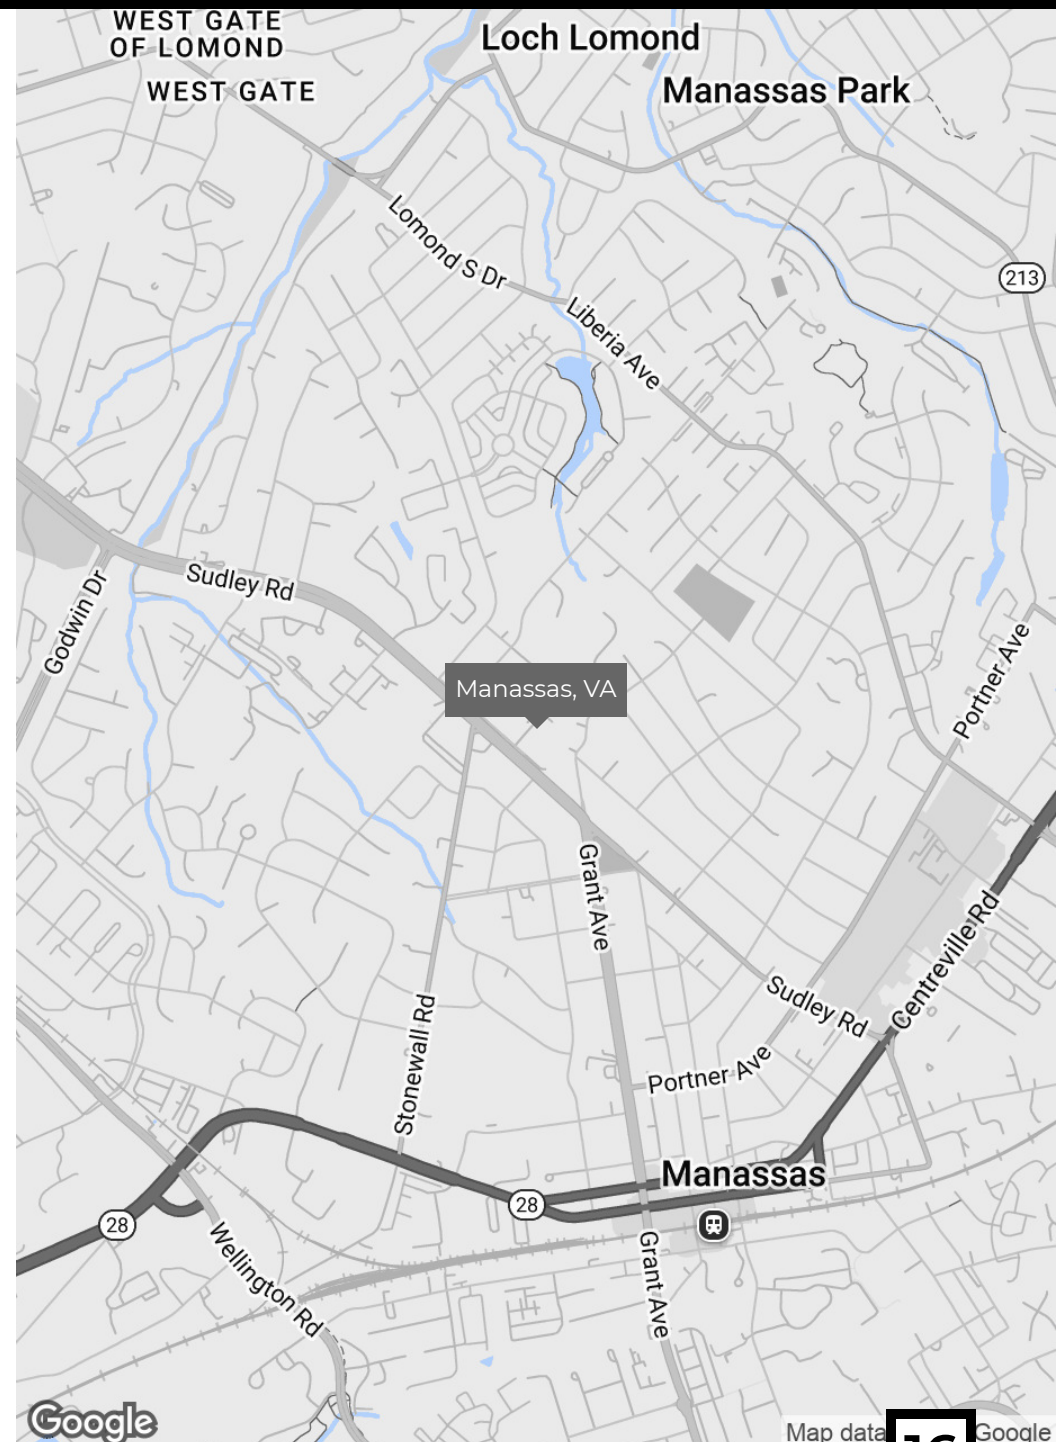 WEST GATE
OF LOMOND
Loch Lomond
WEST GATE
Manassas Park
Lomond S Dr
213
Liberia Ave
Sudley Rd
Godwin Dr
Portner Ave
Manassas, VA
Grant Ave
Centreville Rd
Sudley Rd
Stonewall Rd
Portner Ave
Manassas
28
28
Wellington Rd
Grant Ave
Google
Map data
Google